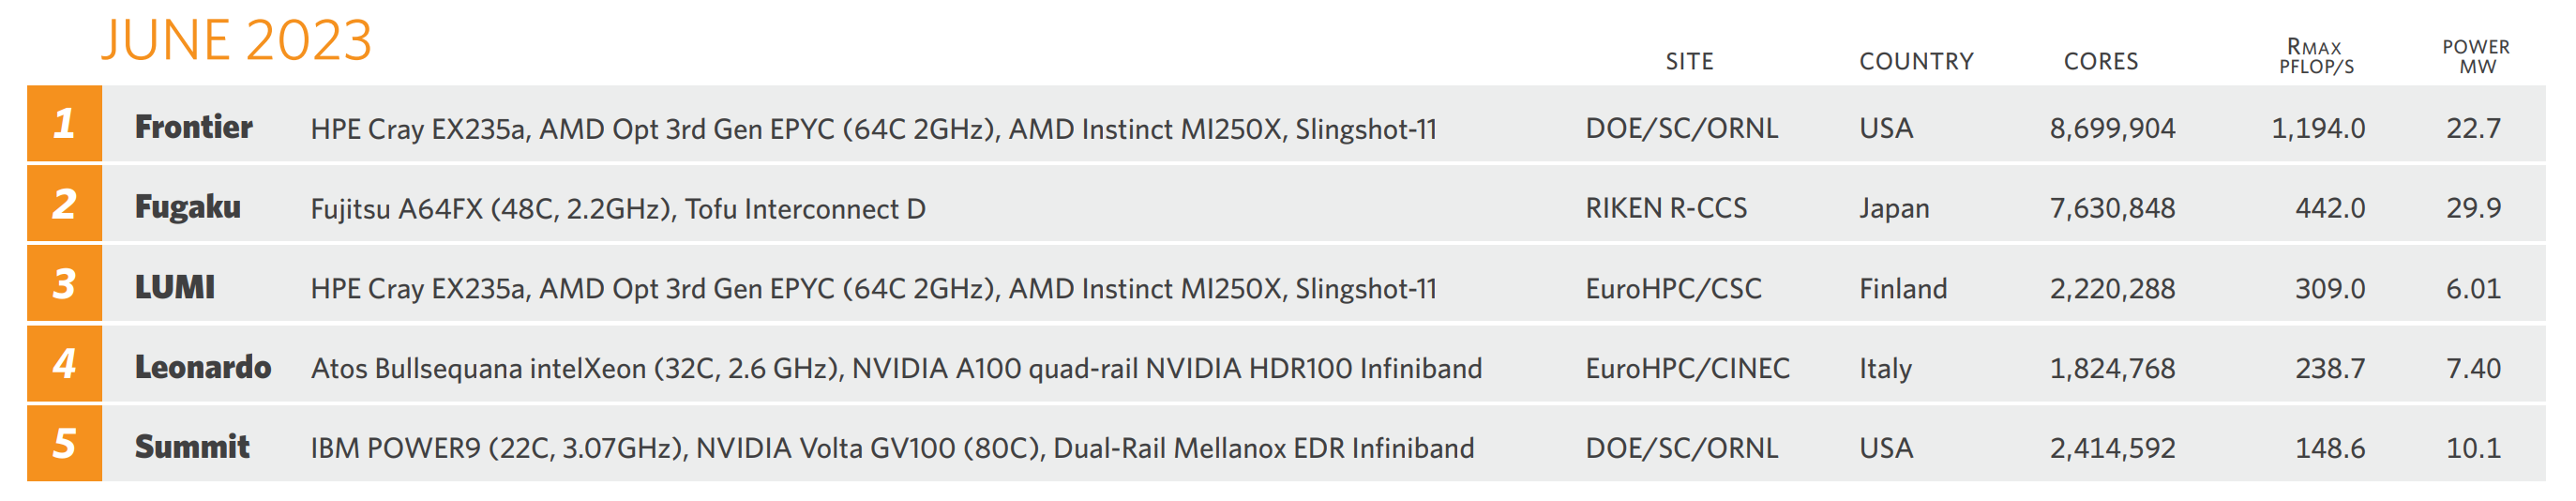 JUNE 2023
SITE COUNTRY CORES RMAX PFLOP/S POWER MW
1 Frontier HPE Cray EX235a, AMD Opt 3rd Gen EPYC (64C 2GHz), AMD Instinct MI250X, Slingshot-11 DOE/SC/ORNL USA 8,699,904 1,194.0 22.7
2 Fugaku Fujitsu A64FX (48C, 2.2GHz), Tofu Interconnect D RIKEN R-CCS Japan 7,630,848 442.0 29.9
3 LUMI HPE Cray EX235a, AMD Opt 3rd Gen EPYC (64C 2GHz), AMD Instinct MI250X, Slingshot-11 EuroHPC/CSC Finland 2,220,288 309.0 6.01
4 Leonardo Atos Bullsequana intelXeon (32C, 2.6 GHz), NVIDIA A100 quad-rail NVIDIA HDR100 Infiniband EuroHPC/CINEC Italy 1,824,768 238.7 7.40
5 Summit IBM POWER9 (22C, 3.07GHz), NVIDIA Volta GV100 (80C), Dual-Rail Mellanox EDR Infiniband DOE/SC/ORNL USA 2,414,592 148.6 10.1